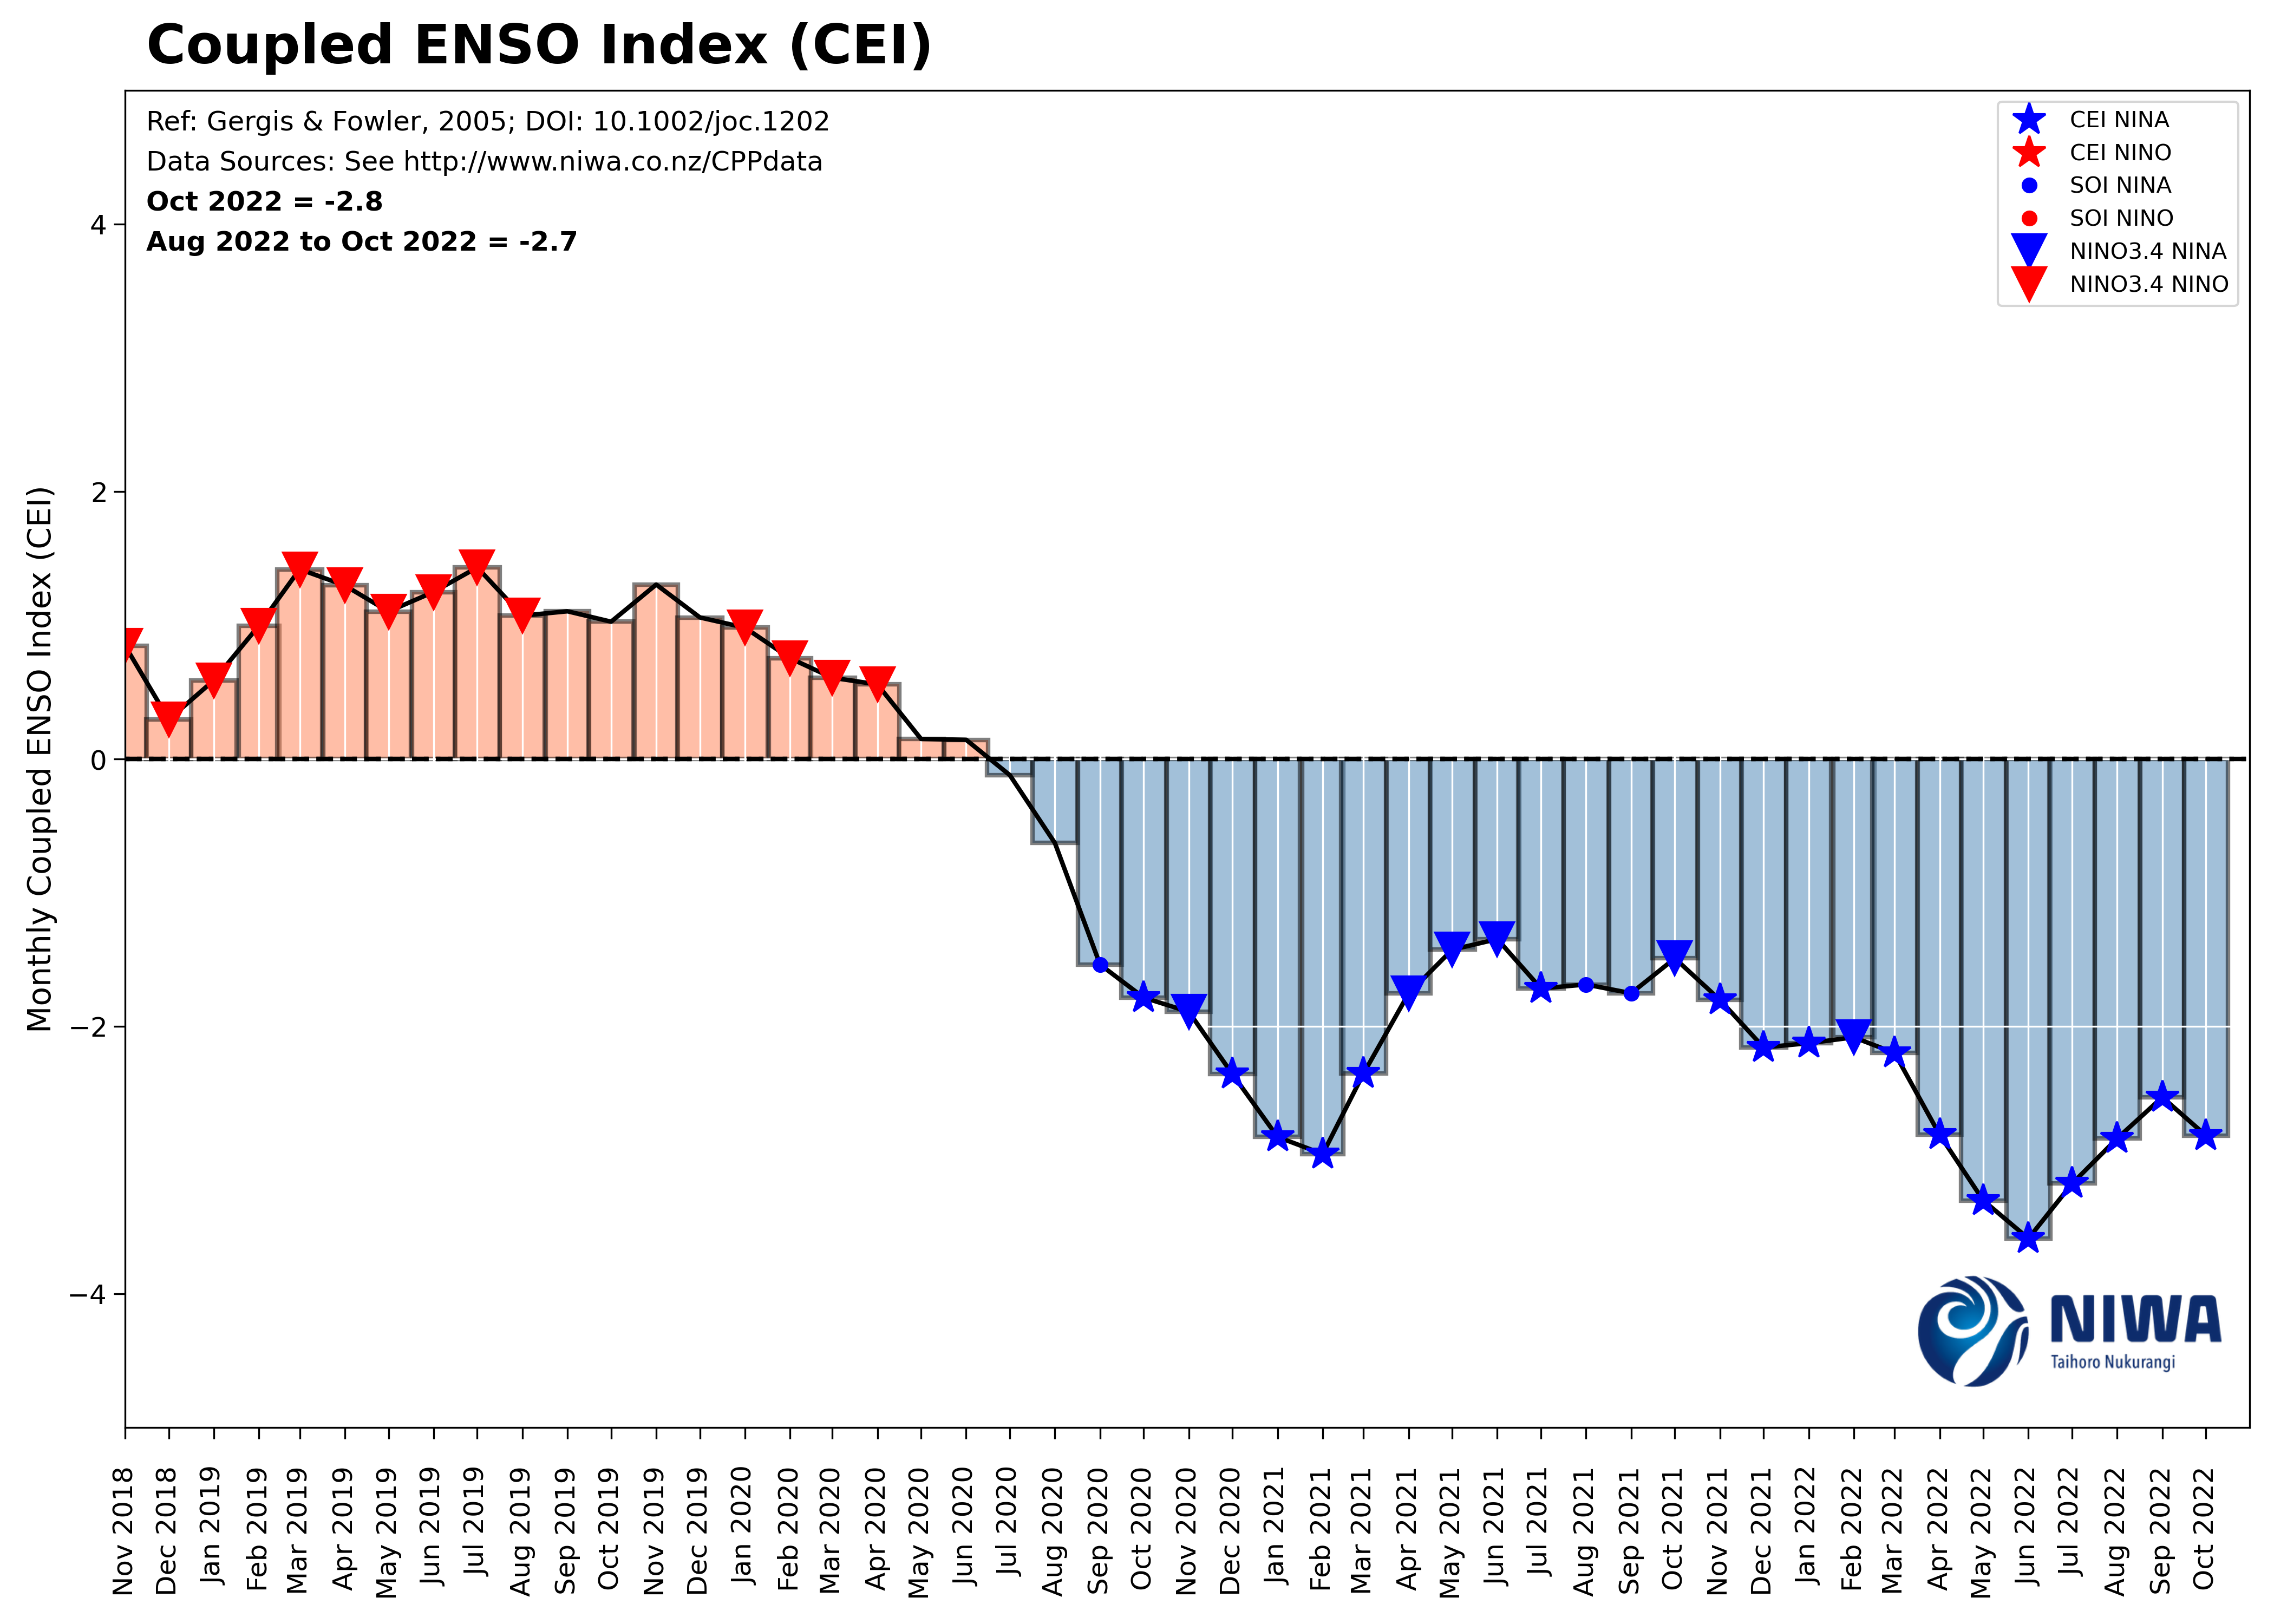 Coupled ENSO Index (CEI)
Ref: Gergis & Fowler, 2005; DOI: 10.1002/joc.1202
Data Sources: See http://www.niwa.co.nz/CPPdata
Oct 2022 = -2.8
Aug 2022 to Oct 2022 = -2.7
CEI NINA
CEI NINO
SOI NINA
SOI NINO
NINO3.4 NINA
NINO3.4 NINO
Monthly Coupled ENSO Index (CEI)
4
2
0
−2
−4
NIWA
Taihoro Nukurangi
Nov 2018
Dec 2018
Jan 2019
Feb 2019
Mar 2019
Apr 2019
May 2019
Jun 2019
Jul 2019
Aug 2019
Sep 2019
Oct 2019
Nov 2019
Dec 2019
Jan 2020
Feb 2020
Mar 2020
Apr 2020
May 2020
Jun 2020
Jul 2020
Aug 2020
Sep 2020
Oct 2020
Nov 2020
Dec 2020
Jan 2021
Feb 2021
Mar 2021
Apr 2021
May 2021
Jun 2021
Jul 2021
Aug 2021
Sep 2021
Oct 2021
Nov 2021
Dec 2021
Jan 2022
Feb 2022
Mar 2022
Apr 2022
May 2022
Jun 2022
Jul 2022
Aug 2022
Sep 2022
Oct 2022